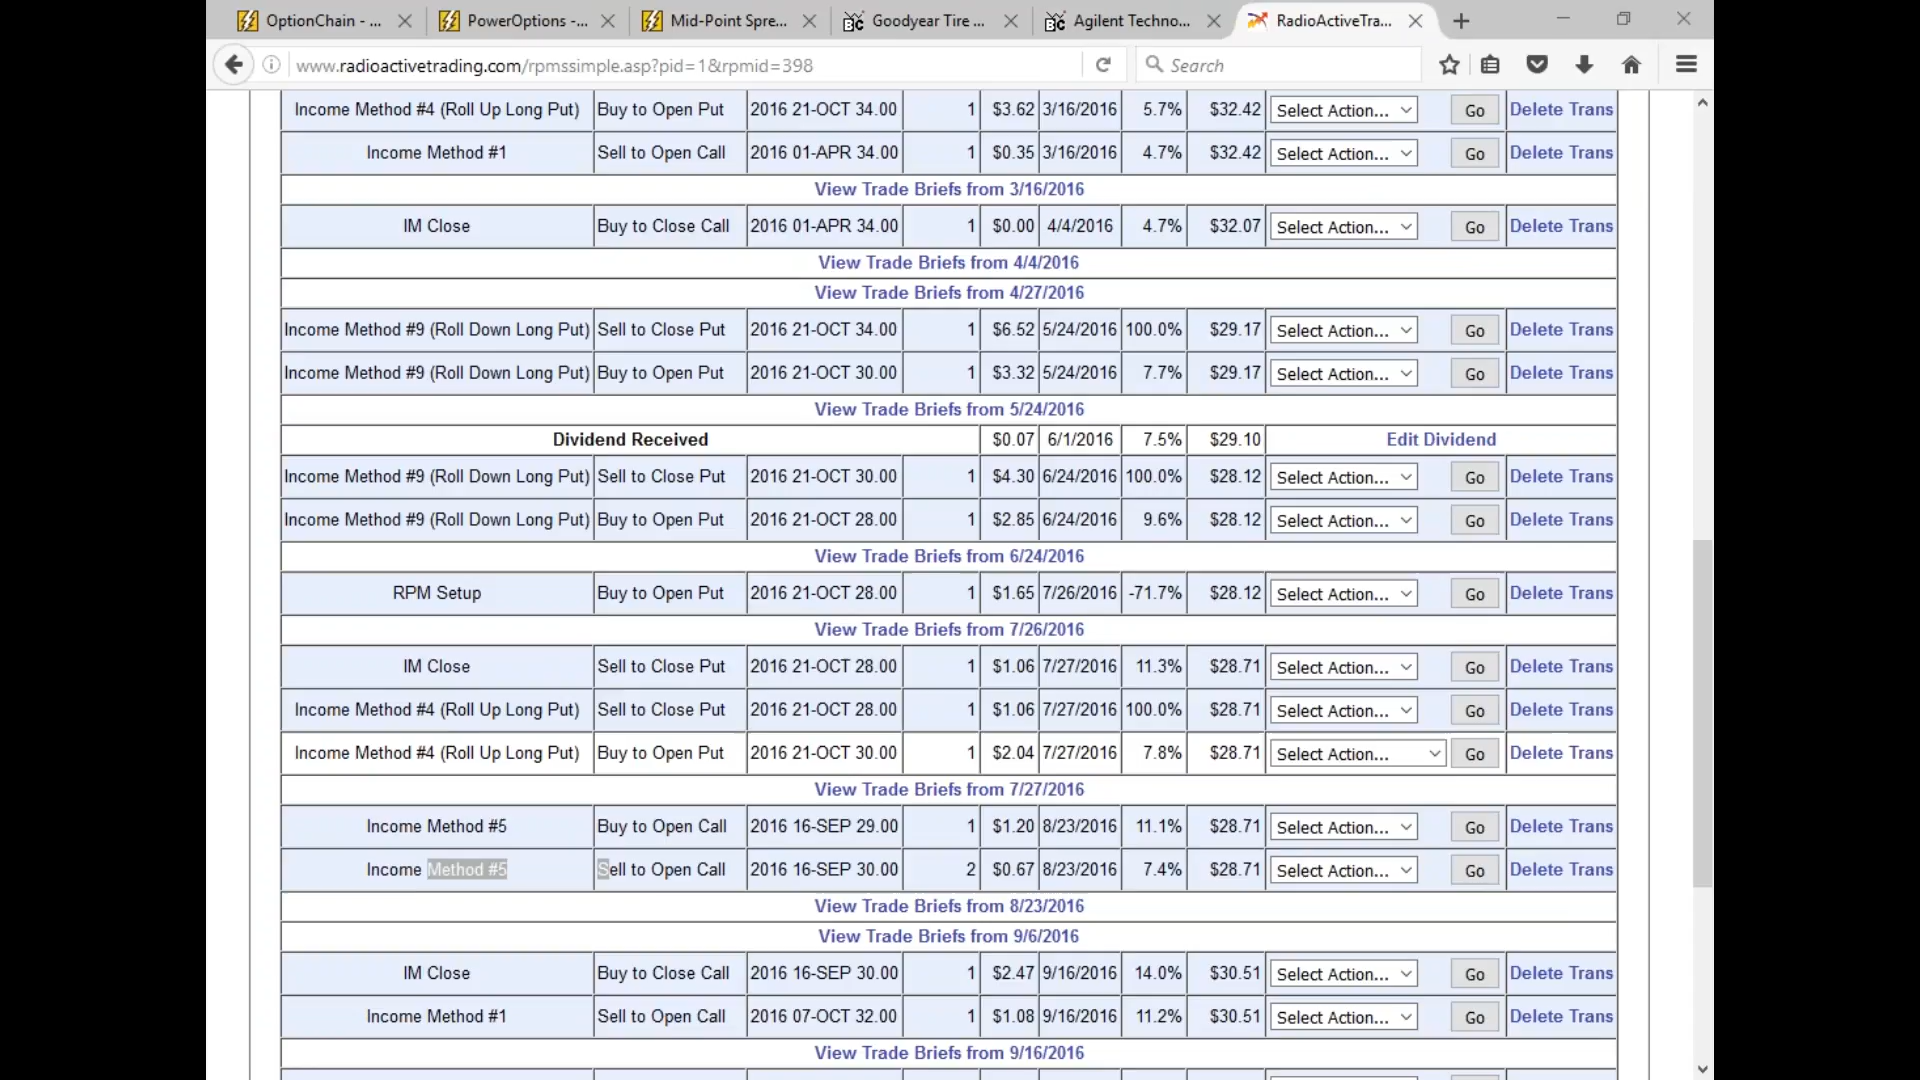 OptionChain - ... PowerOptions -... Mid-Point Spre... Goodyear Tire ... Agilent Techno... RadioActiveTra...
www.radioactivetrading.com/rpmssimple.asp?pid=1&rpmid=398 Search
Income Method #4 (Roll Up Long Put) Buy to Open Put 2016 21-OCT 34.00 1 $3.62 3/16/2016 5.7% $32.42 Select Action... Go Delete Trans
Income Method #1 Sell to Open Call 2016 01-APR 34.00 1 $0.35 3/16/2016 4.7% $32.42 Select Action... Go Delete Trans
View Trade Briefs from 3/16/2016
IM Close Buy to Close Call 2016 01-APR 34.00 1 $0.00 4/4/2016 4.7% $32.07 Select Action... Go Delete Trans
View Trade Briefs from 4/4/2016
View Trade Briefs from 4/27/2016
Income Method #9 (Roll Down Long Put) Sell to Close Put 2016 21-OCT 34.00 1 $6.52 5/24/2016 100.0% $29.17 Select Action... Go Delete Trans
Income Method #9 (Roll Down Long Put) Buy to Open Put 2016 21-OCT 30.00 1 $3.32 5/24/2016 7.7% $29.17 Select Action... Go Delete Trans
View Trade Briefs from 5/24/2016
Dividend Received $0.07 6/1/2016 7.5% $29.10 Edit Dividend
Income Method #9 (Roll Down Long Put) Sell to Close Put 2016 21-OCT 30.00 1 $4.30 6/24/2016 100.0% $28.12 Select Action... Go Delete Trans
Income Method #9 (Roll Down Long Put) Buy to Open Put 2016 21-OCT 28.00 1 $2.85 6/24/2016 9.6% $28.12 Select Action... Go Delete Trans
View Trade Briefs from 6/24/2016
RPM Setup Buy to Open Put 2016 21-OCT 28.00 1 $1.65 7/26/2016 -71.7% $28.12 Select Action... Go Delete Trans
View Trade Briefs from 7/26/2016
IM Close Sell to Close Put 2016 21-OCT 28.00 1 $1.06 7/27/2016 11.3% $28.71 Select Action... Go Delete Trans
Income Method #4 (Roll Up Long Put) Sell to Close Put 2016 21-OCT 28.00 1 $1.06 7/27/2016 100.0% $28.71 Select Action... Go Delete Trans
Income Method #4 (Roll Up Long Put) Buy to Open Put 2016 21-OCT 30.00 1 $2.04 7/27/2016 7.8% $28.71 Select Action... Go Delete Trans
View Trade Briefs from 7/27/2016
Income Method #5 Buy to Open Call 2016 16-SEP 29.00 1 $1.20 8/23/2016 11.1% $28.71 Select Action... Go Delete Trans
Income Method #5 Sell to Open Call 2016 16-SEP 30.00 2 $0.67 8/23/2016 7.4% $28.71 Select Action... Go Delete Trans
View Trade Briefs from 8/23/2016
View Trade Briefs from 9/6/2016
IM Close Buy to Close Call 2016 16-SEP 30.00 1 $2.47 9/16/2016 14.0% $30.51 Select Action... Go Delete Trans
Income Method #1 Sell to Open Call 2016 07-OCT 32.00 1 $1.08 9/16/2016 11.2% $30.51 Select Action... Go Delete Trans
View Trade Briefs from 9/16/2016